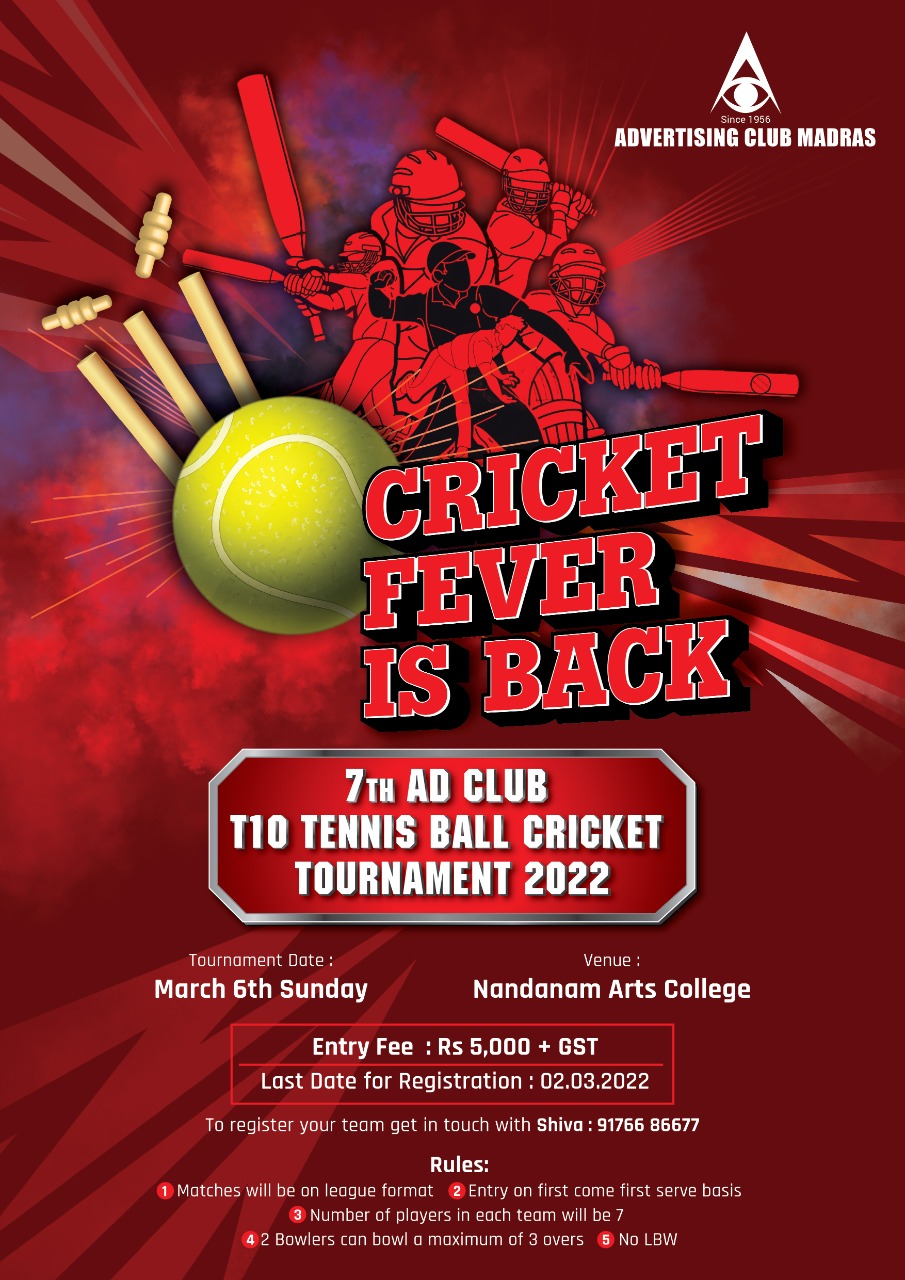 Since 1956
ADVERTISING CLUB MADRAS
CRICKET
FEVER
IS BACK
7TH AD CLUB
T10 TENNIS BALL CRICKET
TOURNAMENT 2022
Tournament Date :
March 6th Sunday
Venue :
Nandanam Arts College
Entry Fee : Rs 5,000 + GST
Last Date for Registration : 02.03.2022
To register your team get in touch with Shiva : 91766 86677
Rules:
1 Matches will be on league format 2 Entry on first come first serve basis
3 Number of players in each team will be 7
4 2 Bowlers can bowl a maximum of 3 overs 5 No LBW